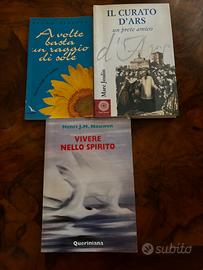 A volte
basta
un raggio
di sole
IL CURATO
D'ARS
un prete amico
d'Ars
Marc Joulin
Henri J.M. Nouwen
VIVERE
NELLO SPIRITO
Queriniana
subito